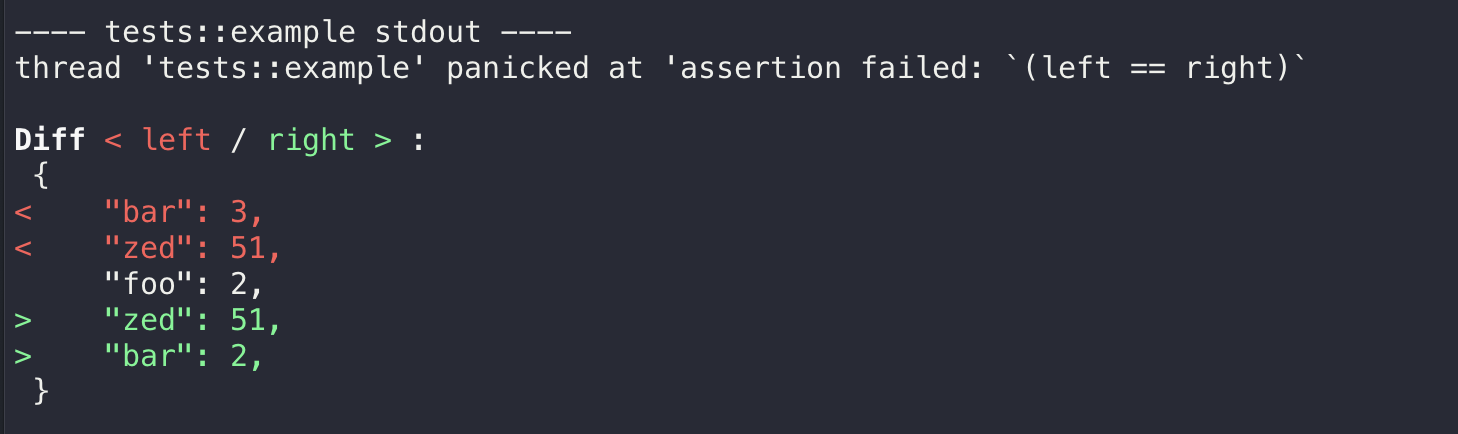 ---- tests::example stdout ----
thread 'tests::example' panicked at 'assertion failed: `(left == right)`
Diff < left / right > :
 {
<    "bar": 3,
<    "zed": 51,
     "foo": 2,
>    "zed": 51,
>    "bar": 2,
 }